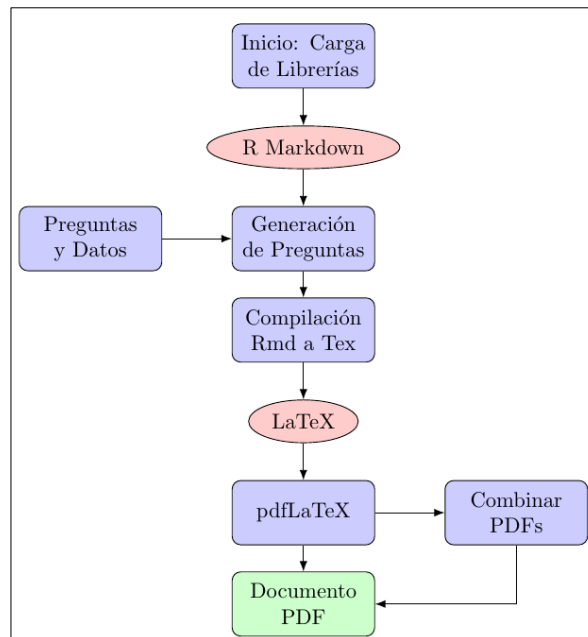 Inicio: Carga
de Librerías
R Markdown
Preguntas
y Datos
Generación
de Preguntas
Compilación
Rmd a Tex
LaTeX
pdfLaTeX
Combinar
PDFs
Documento
PDF